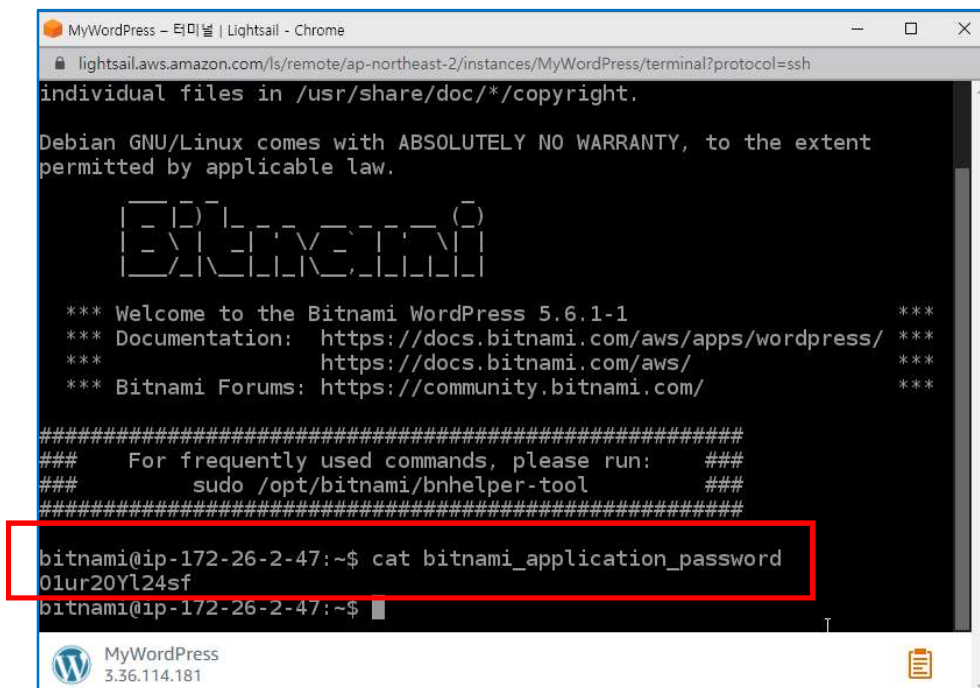 MyWordPress – 터미널 | Lightsail - Chrome
lightsail.aws.amazon.com/ls/remote/ap-northeast-2/instances/MyWordPress/terminal?protocol=ssh
individual files in /usr/share/doc/*/copyright.
Debian GNU/Linux comes with ABSOLUTELY NO WARRANTY, to the extent
permitted by applicable law.
Bitnami
*** Welcome to the Bitnami WordPress 5.6.1-1 ***
*** Documentation: https://docs.bitnami.com/aws/apps/wordpress/ ***
*** https://docs.bitnami.com/aws/ ***
*** Bitnami Forums: https://community.bitnami.com/ ***
#######################################################
### For frequently used commands, please run: ###
### sudo /opt/bitnami/bnhelper-tool ###
#######################################################
bitnami@ip-172-26-2-47:~$ cat bitnami_application_password
01ur20Yl24sf
bitnami@ip-172-26-2-47:~$
MyWordPress
3.36.114.181